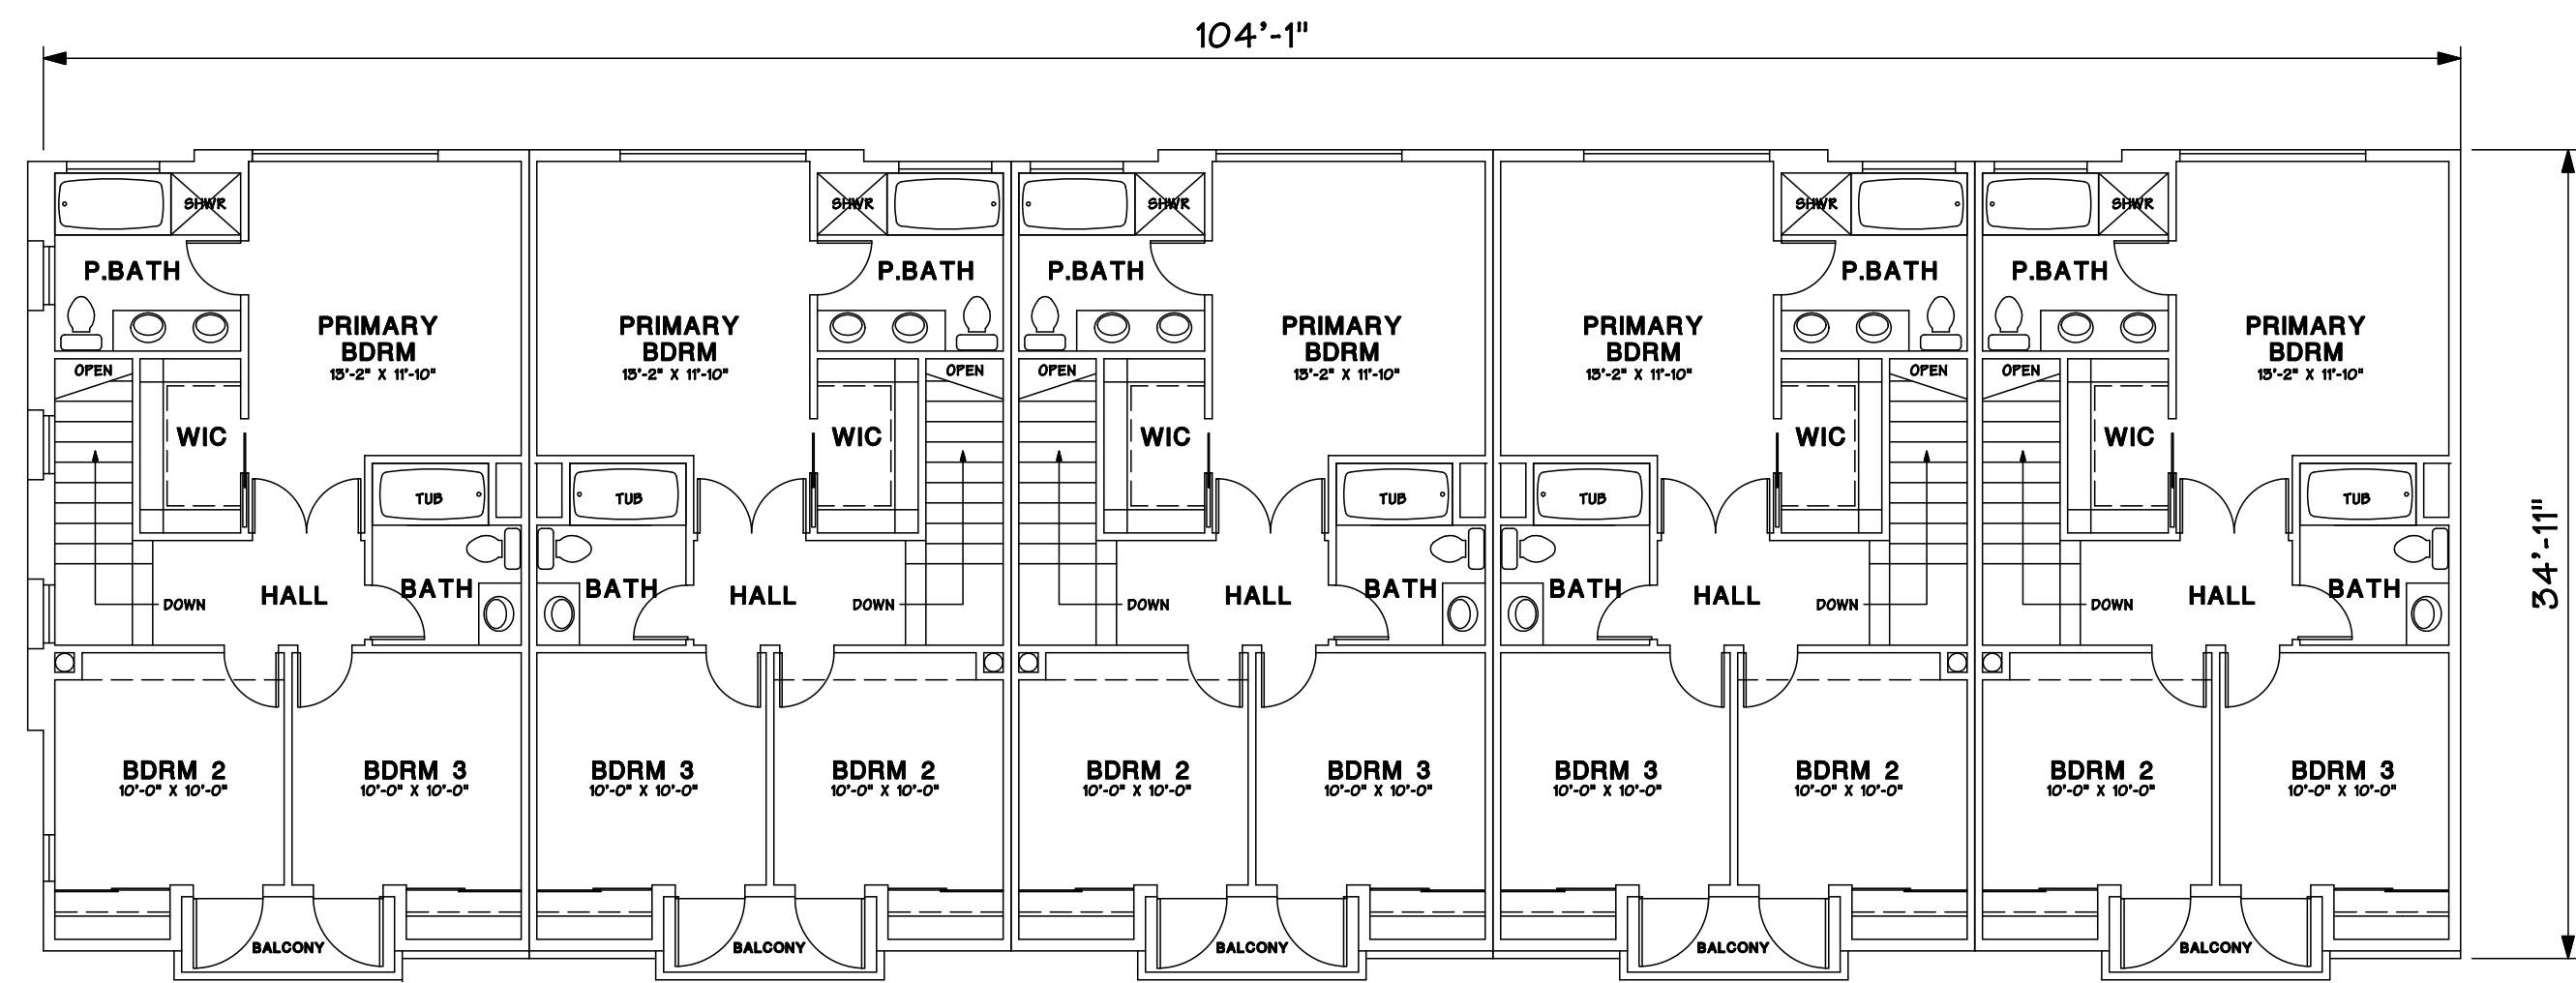 104'-1"
SHWR
SHWR
SHWR
SHWR
SHWR
P.BATH
P.BATH
P.BATH
P.BATH
P.BATH
PRIMARY
BDRM
13'-2" X 11'-10"
PRIMARY
BDRM
13'-2" X 11'-10"
PRIMARY
BDRM
13'-2" X 11'-10"
PRIMARY
BDRM
13'-2" X 11'-10"
PRIMARY
BDRM
13'-2" X 11'-10"
OPEN
OPEN
OPEN
OPEN
OPEN
WIC
WIC
WIC
WIC
WIC
TUB
TUB
TUB
TUB
TUB
34'-11"
HALL
BATH
BATH
HALL
HALL
BATH
BATH
HALL
HALL
BATH
DOWN
DOWN
DOWN
DOWN
DOWN
BDRM 2
10'-0" X 10'-0"
BDRM 3
10'-0" X 10'-0"
BDRM 3
10'-0" X 10'-0"
BDRM 2
10'-0" X 10'-0"
BDRM 2
10'-0" X 10'-0"
BDRM 3
10'-0" X 10'-0"
BDRM 3
10'-0" X 10'-0"
BDRM 2
10'-0" X 10'-0"
BDRM 2
10'-0" X 10'-0"
BDRM 3
10'-0" X 10'-0"
BALCONY
BALCONY
BALCONY
BALCONY
BALCONY